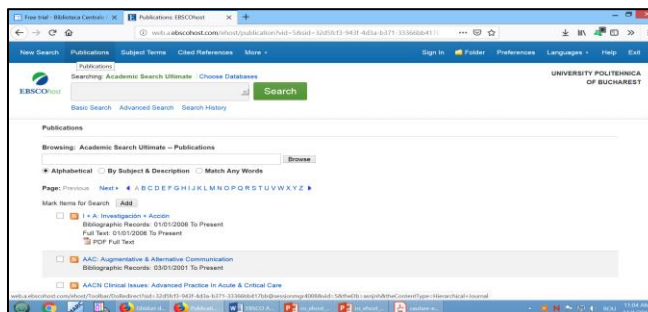 Free trial - Biblioteca Centrala
Publications: EBSCOhost
web.a.ebscohost.com/ehost/publication?vid=5&sid=32d5fcf3-943f-4d3a-b371-33366bb417
New Search Publications Subject Terms Cited References More
Sign In Folder Preferences Languages Help Exit
Publications
Searching: Academic Search Ultimate Choose Databases
UNIVERSITY POLITEHNICA
OF BUCHAREST
EBSCOhost
Search
Basic Search Advanced Search Search History
Publications
Browsing: Academic Search Ultimate -- Publications
Browse
Alphabetical By Subject & Description Match Any Words
Page: Previous Next A B C D E F G H I J K L M N O P Q R S T U V W X Y Z
Mark Items for Search Add
I + A: Investigación + Acción
Bibliographic Records: 01/01/2006 To Present
Full Text: 01/01/2006 To Present
PDF Full Text
AAC: Augmentative & Alternative Communication
Bibliographic Records: 03/01/2001 To Present
AACN Clinical Issues: Advanced Practice in Acute & Critical Care
11:04 AM